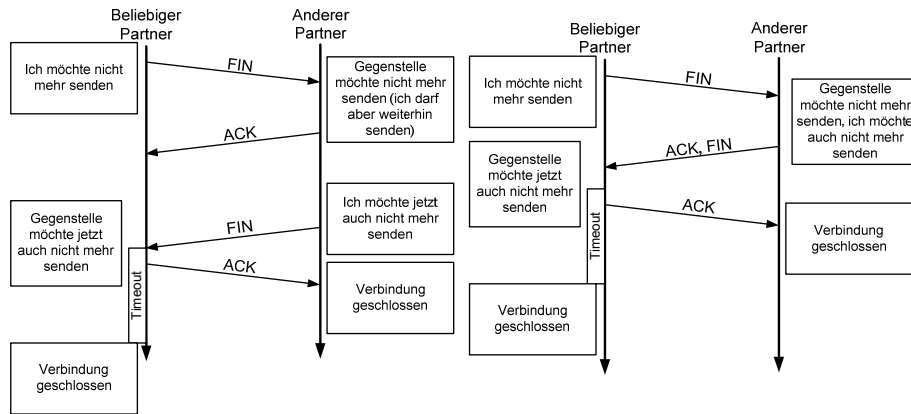 Beliebiger
Partner
Anderer
Partner
Ich möchte nicht
mehr senden
FIN
Gegenstelle
möchte nicht mehr
senden (ich darf
aber weiterhin
senden)
ACK
Ich möchte jetzt
auch nicht mehr
senden
Gegenstelle
möchte jetzt
auch nicht mehr
senden
FIN
Timeout
ACK
Verbindung
geschlossen
Verbindung
geschlossen
Beliebiger
Partner
Anderer
Partner
Ich möchte nicht
mehr senden
FIN
Gegenstelle
möchte nicht mehr
senden, ich möchte
auch nicht mehr
senden
ACK, FIN
Gegenstelle
möchte jetzt
auch nicht mehr
senden
Timeout
ACK
Verbindung
geschlossen
Verbindung
geschlossen